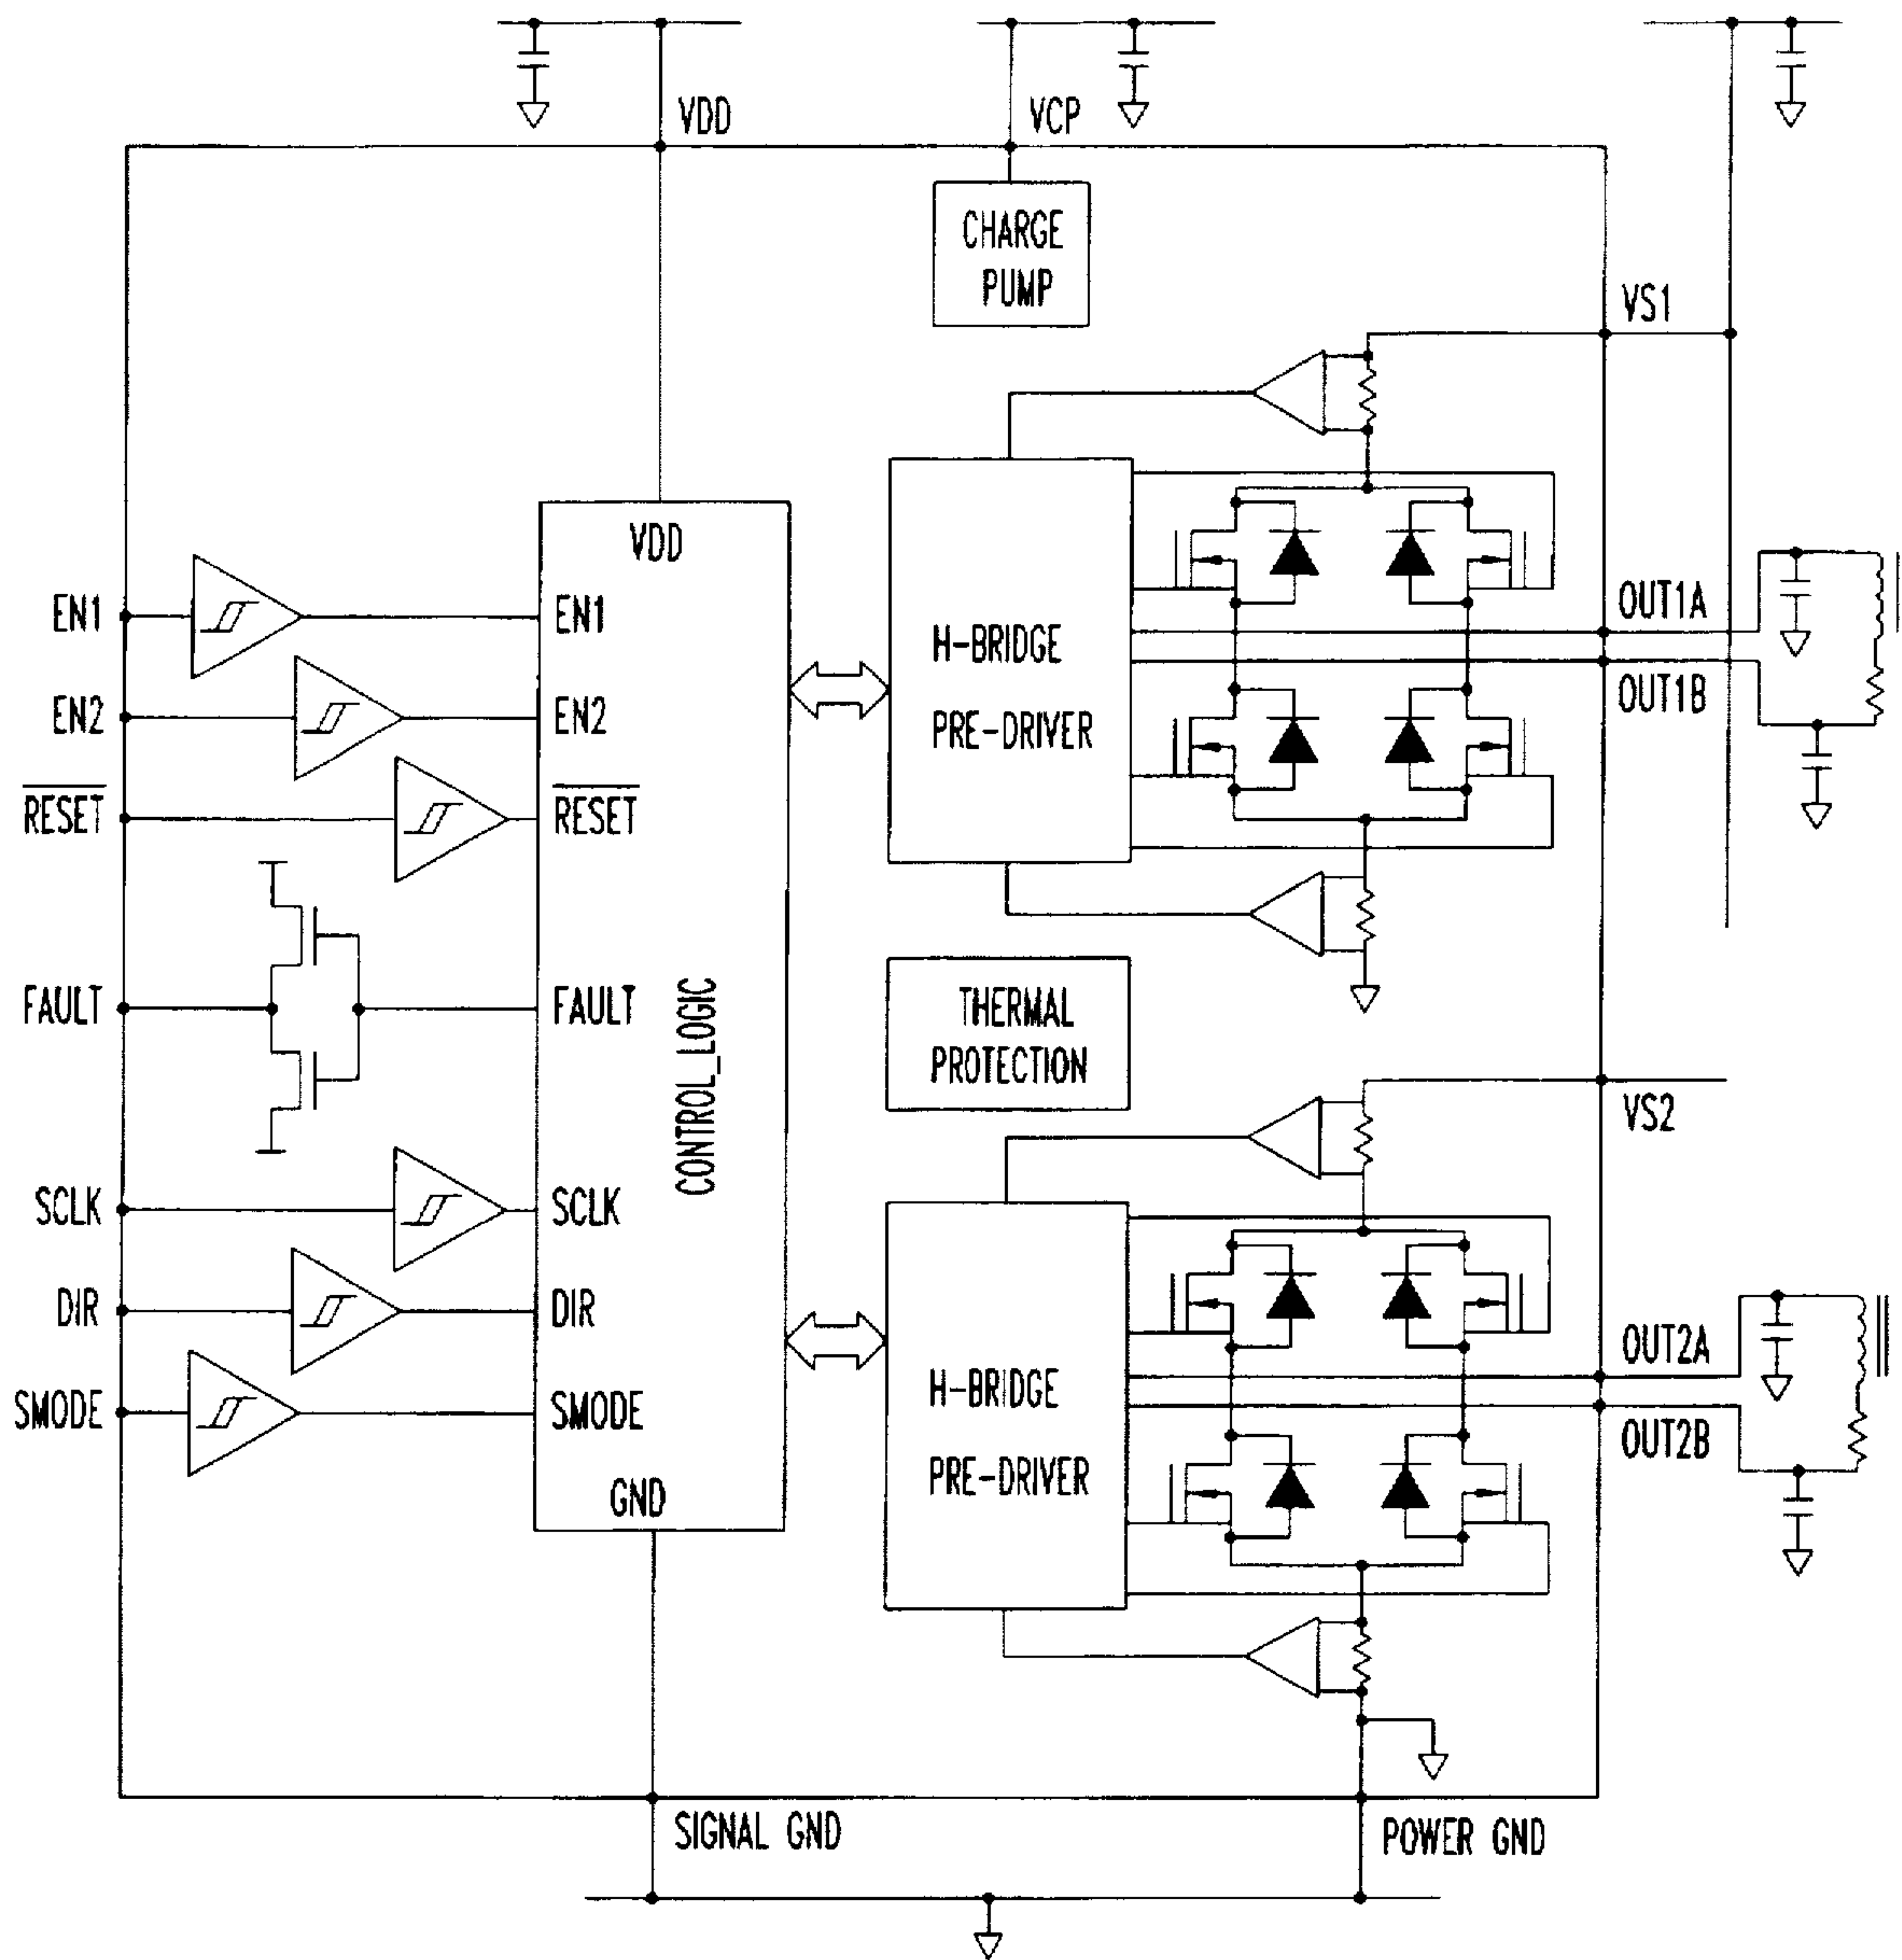 VDD
VCP
CHARGE
PUMP
VS1
VDD
EN1
EN1
EN2
EN2
RESET
RESET
FAULT
FAULT
SCLK
SCLK
DIR
DIR
SMODE
SMODE
GND
CONTROL_LOGIC
H-BRIDGE
PRE-DRIVER
OUT1A
OUT1B
THERMAL
PROTECTION
VS2
H-BRIDGE
PRE-DRIVER
OUT2A
OUT2B
SIGNAL GND
POWER GND